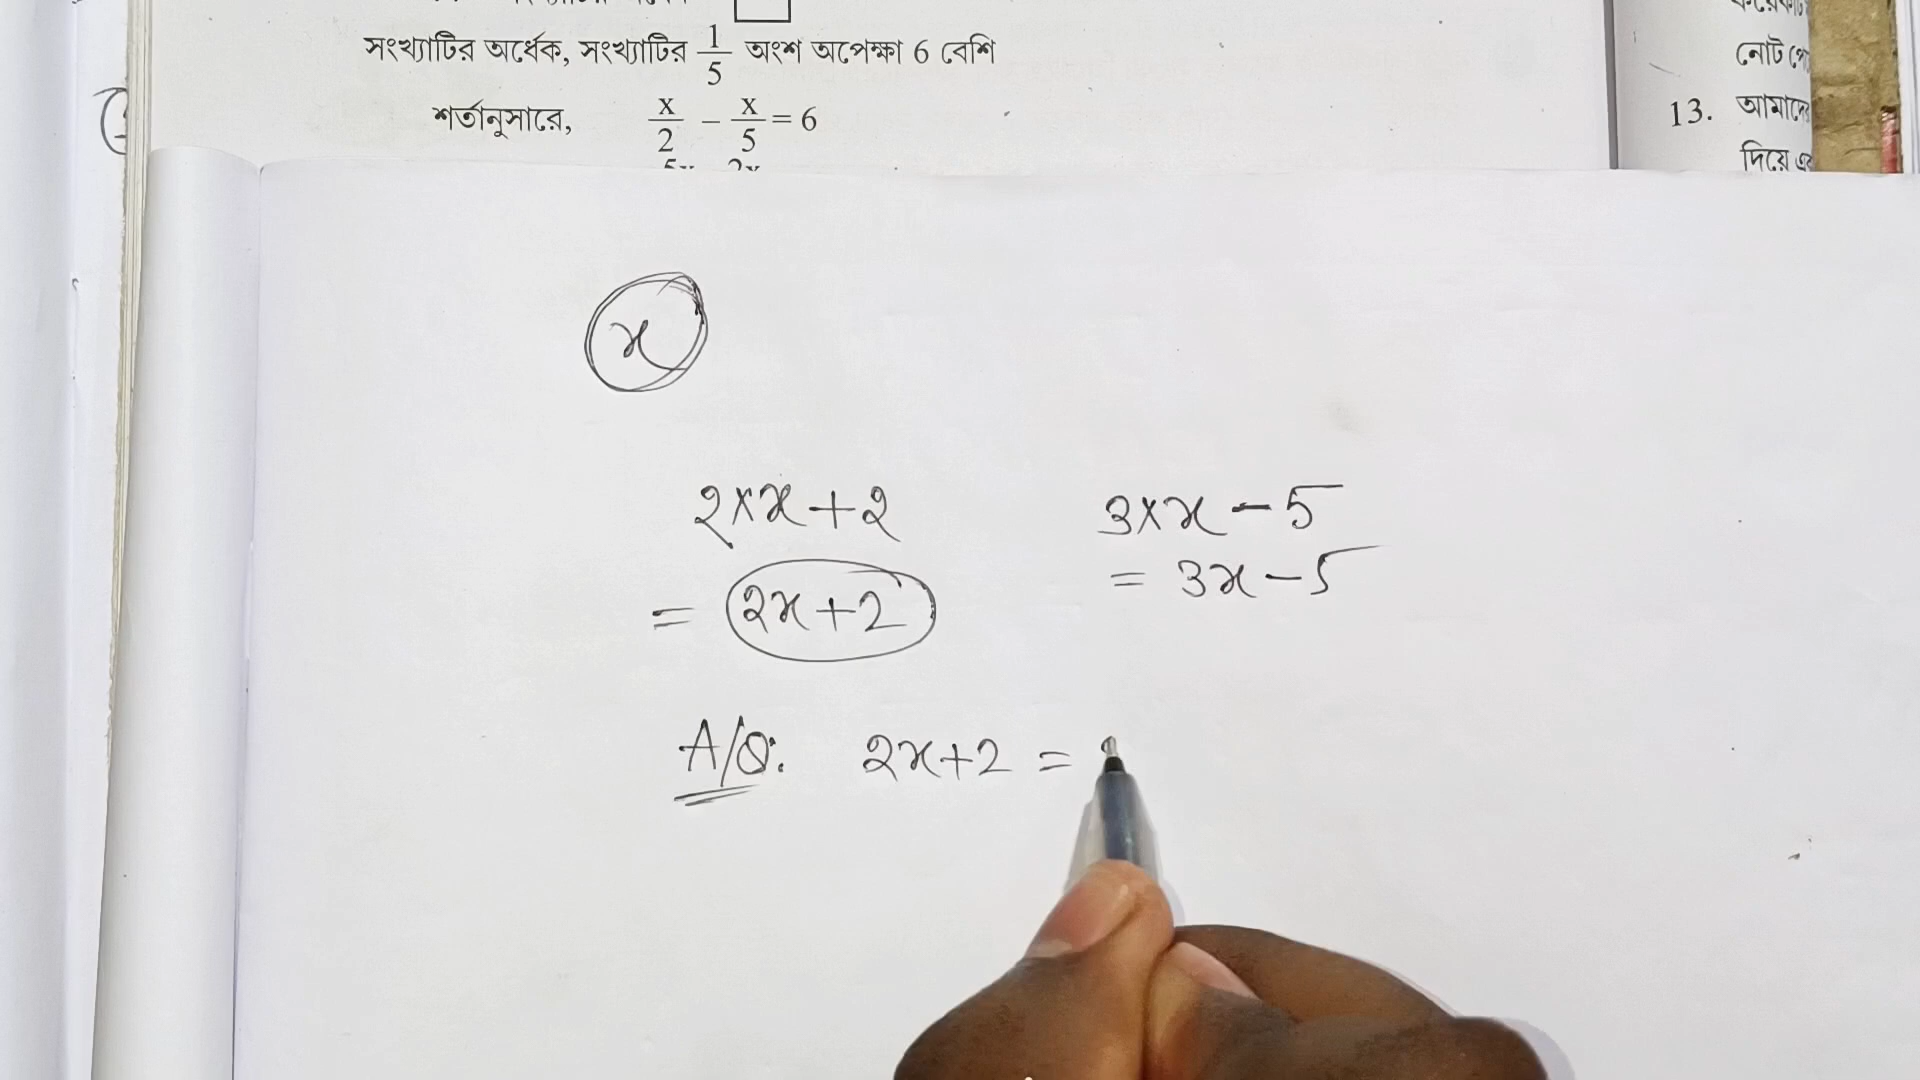 সংখ্যাটির অর্ধেক, সংখ্যাটির 1/5 অংশ অপেক্ষা 6 বেশি
শর্তানুসারে, x/2 - x/5 = 6
নোট
13. আমাদের
দিয়ে
x
2×x+2
3×x-5
= 2x+2
= 3x-5
A/Q: 2x+2 =